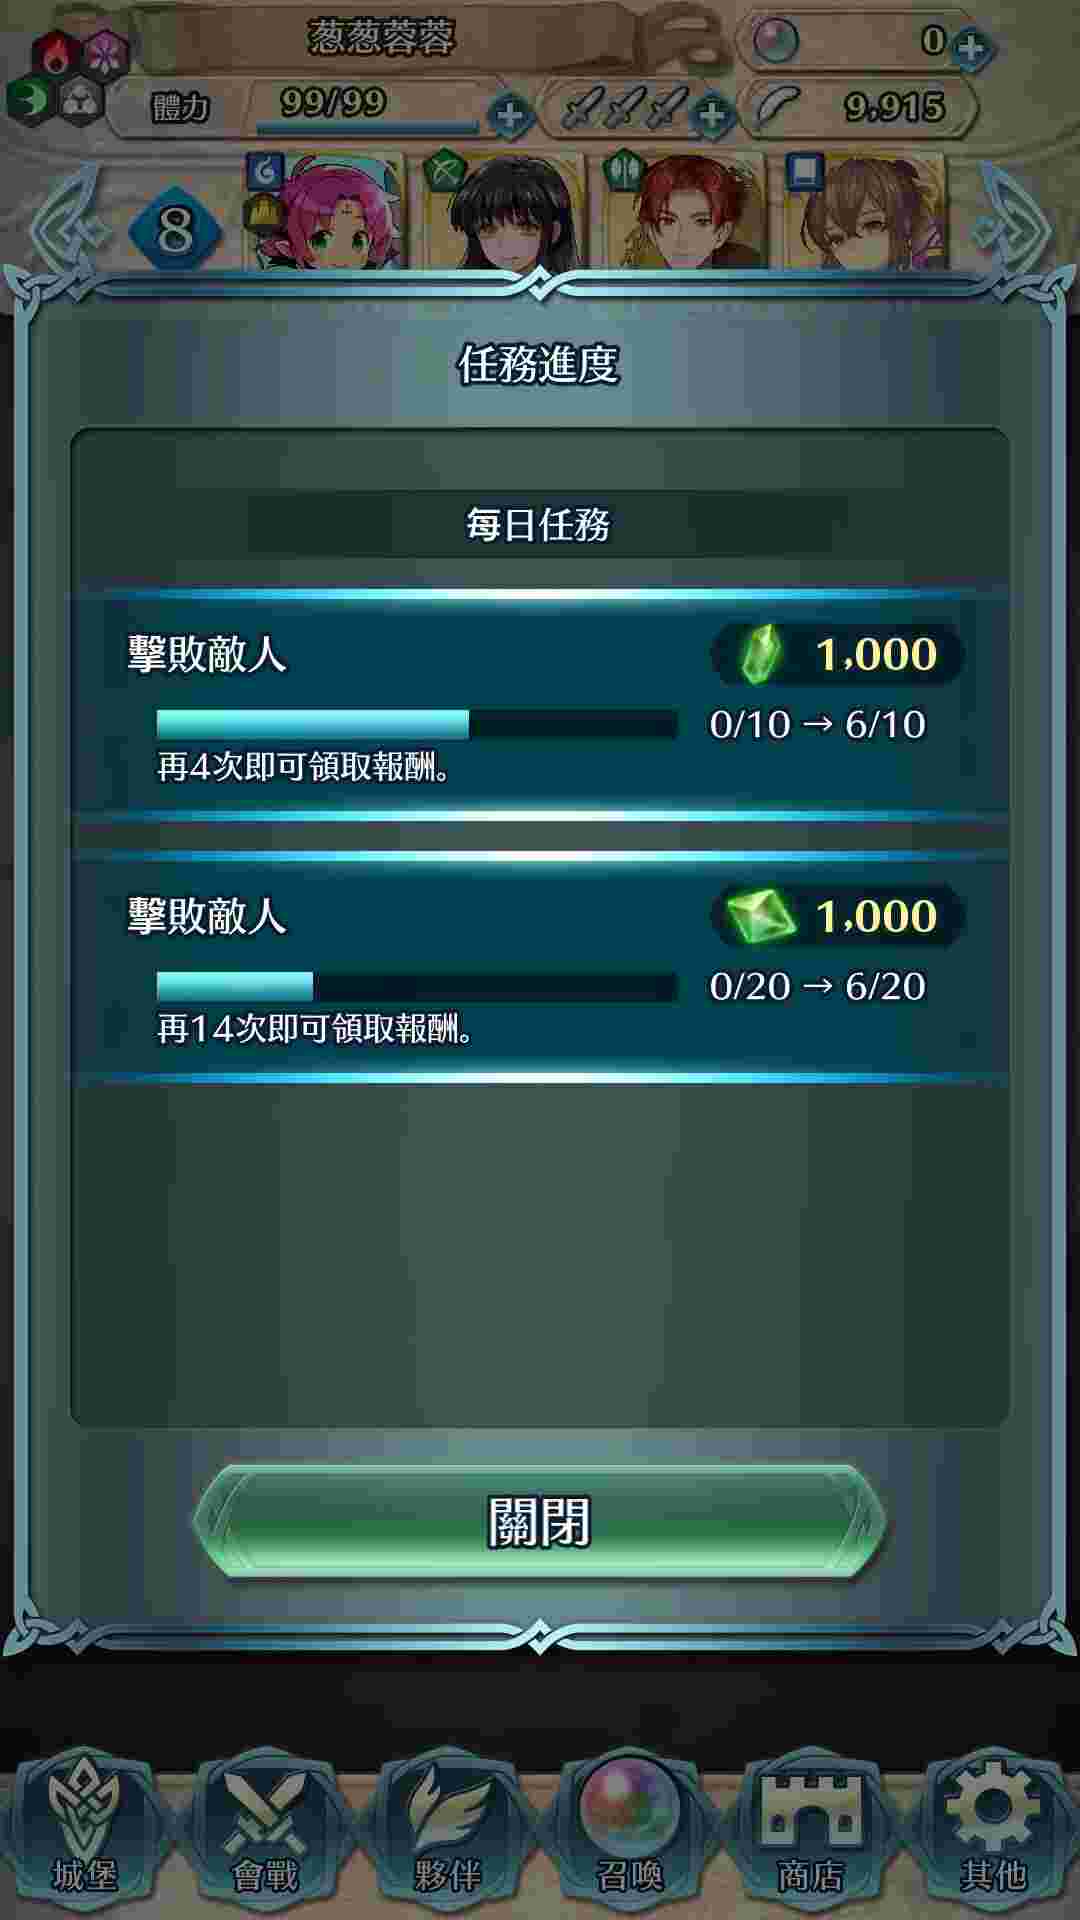 葱葱蓉蓉
0
體力 99/99
9,915
8
任務進度
每日任務
擊敗敵人 1,000
0/10 → 6/10
再4次即可領取報酬。
擊敗敵人 1,000
0/20 → 6/20
再14次即可領取報酬。
關閉
城堡 會戰 夥伴 召喚 商店 其他